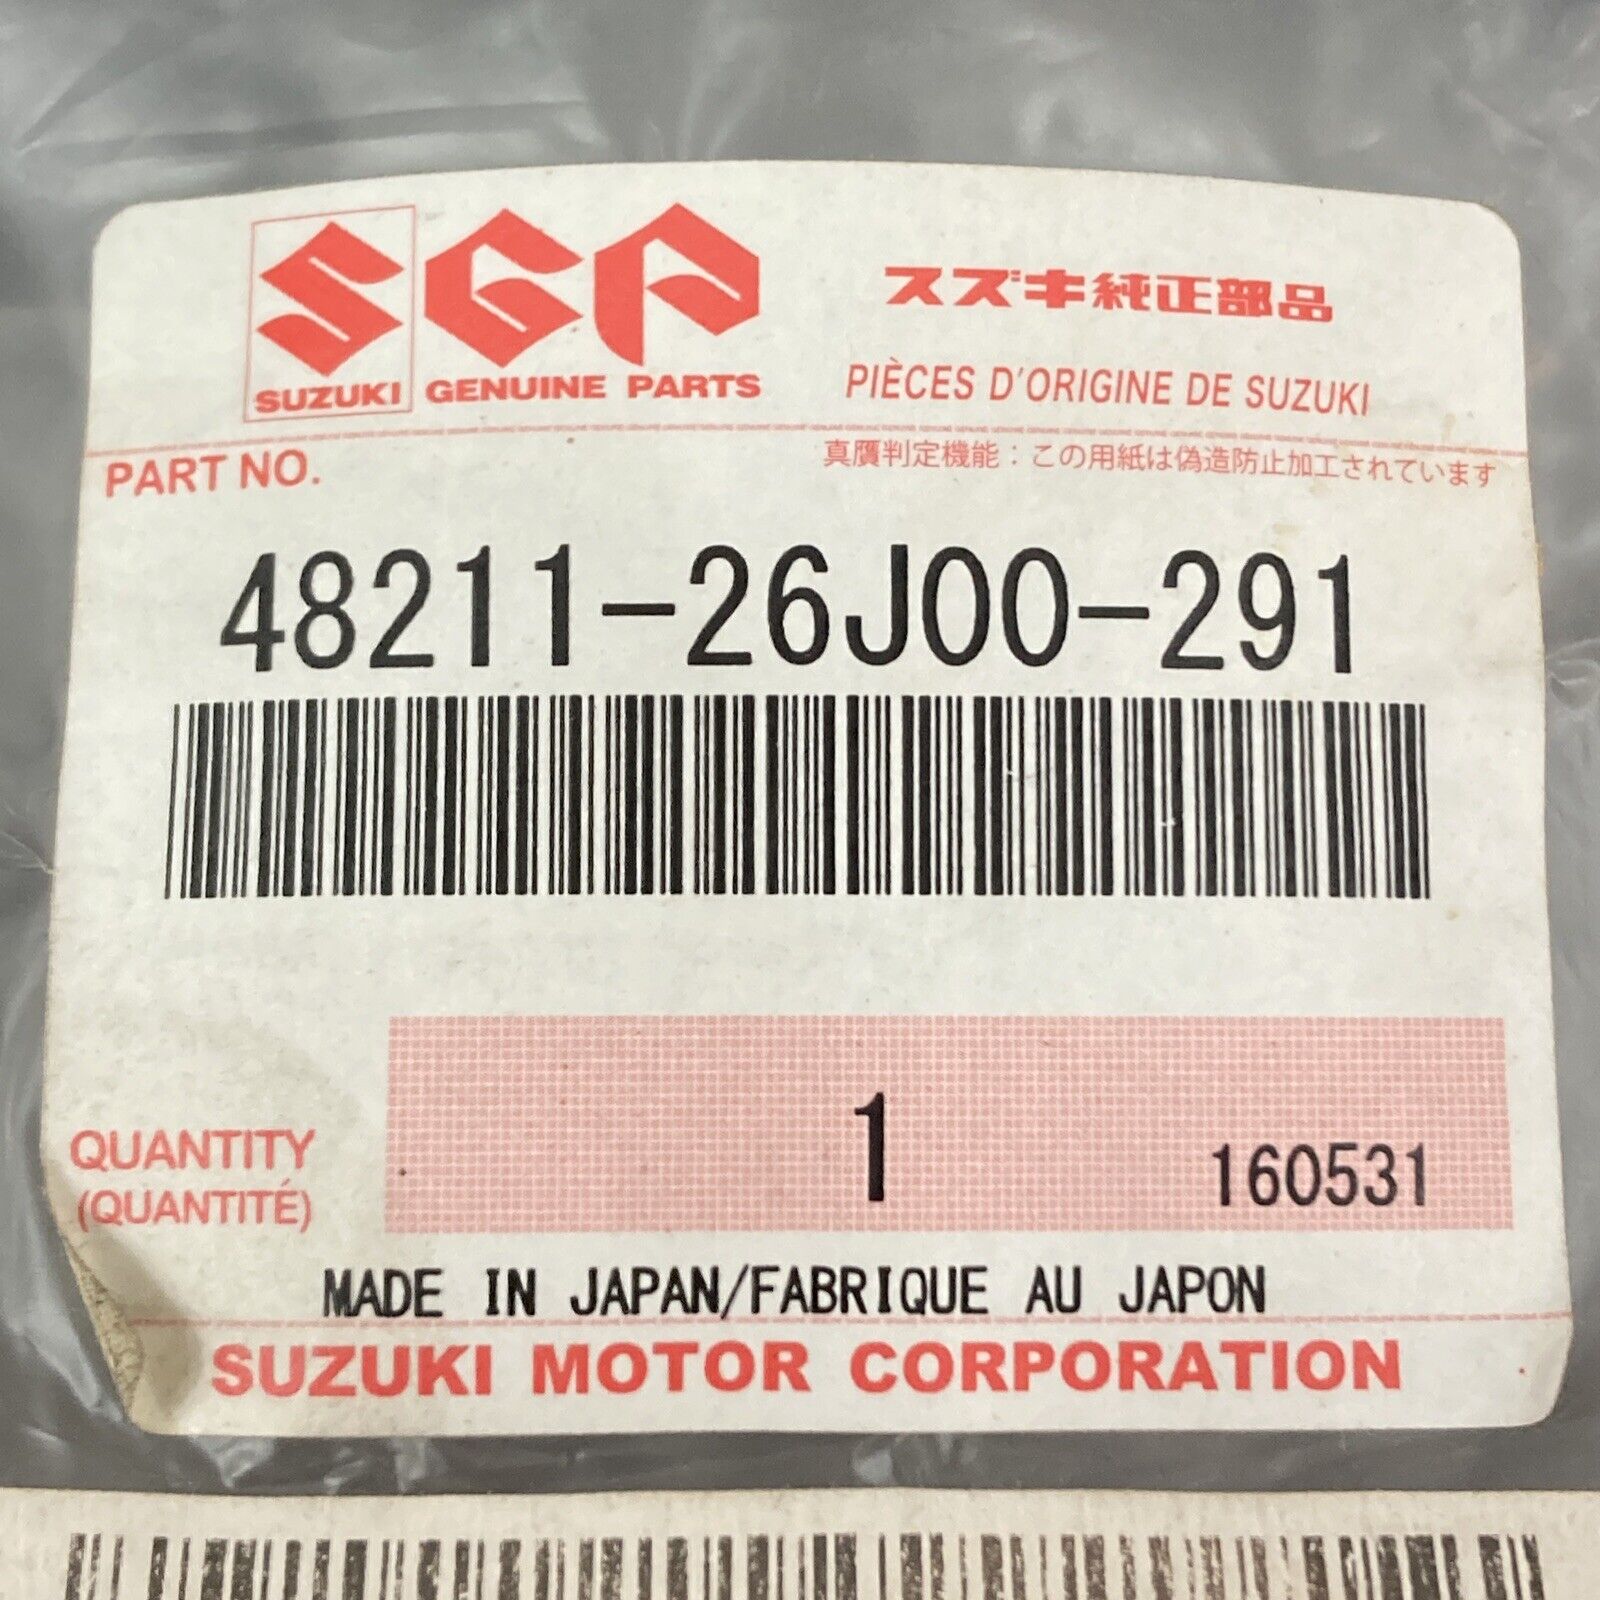 SGP
SUZUKI GENUINE PARTS
スズキ純正部品
PIÈCES D'ORIGINE DE SUZUKI
真贋判定機能：この用紙は偽造防止加工されています
PART NO.
48211-26J00-291
1
160531
QUANTITY
(QUANTITÉ)
MADE IN JAPAN/FABRIQUE AU JAPON
SUZUKI MOTOR CORPORATION